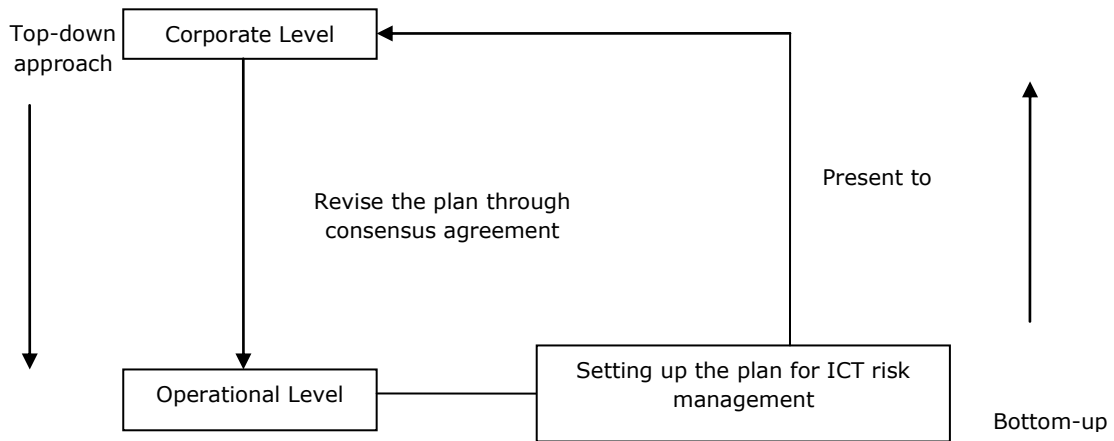 Top-down
approach
Corporate Level
Present to
Revise the plan through
consensus agreement
Operational Level
Setting up the plan for ICT risk
management
Bottom-up